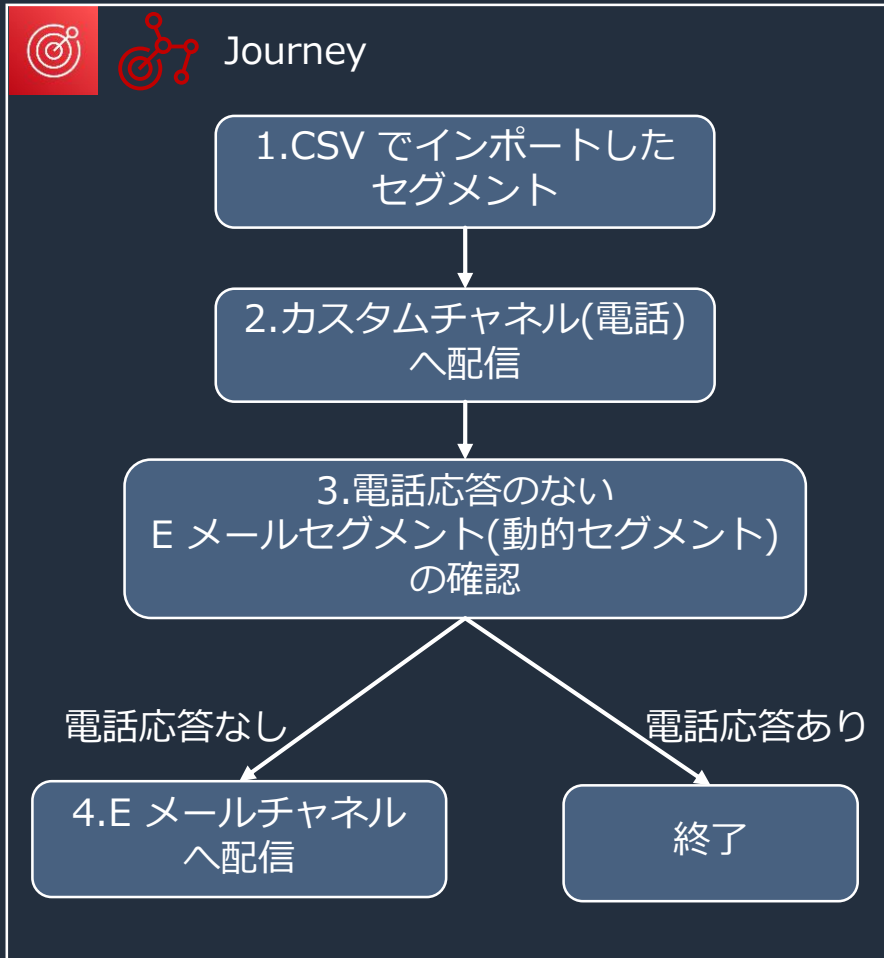 Journey
1.CSV でインポートした
セグメント
2.カスタムチャネル(電話)
へ配信
3.電話応答のない
E メールセグメント(動的セグメント)
の確認
電話応答なし
電話応答あり
4.E メールチャネル
へ配信
終了